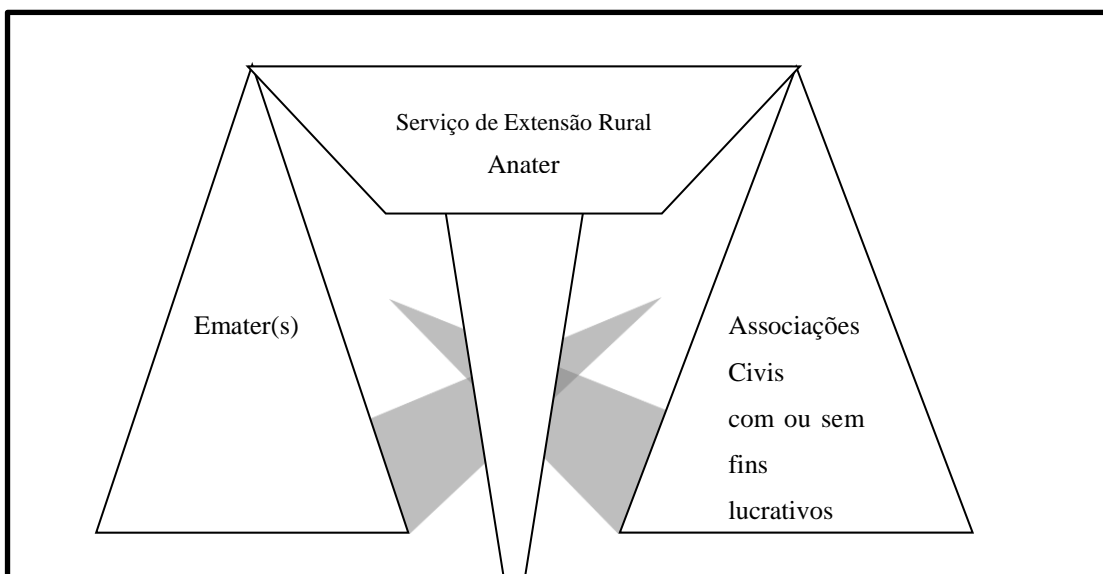 Serviço de Extensão Rural
Anater
Emater(s)
Associações
Civis
com ou sem
fins
lucrativos